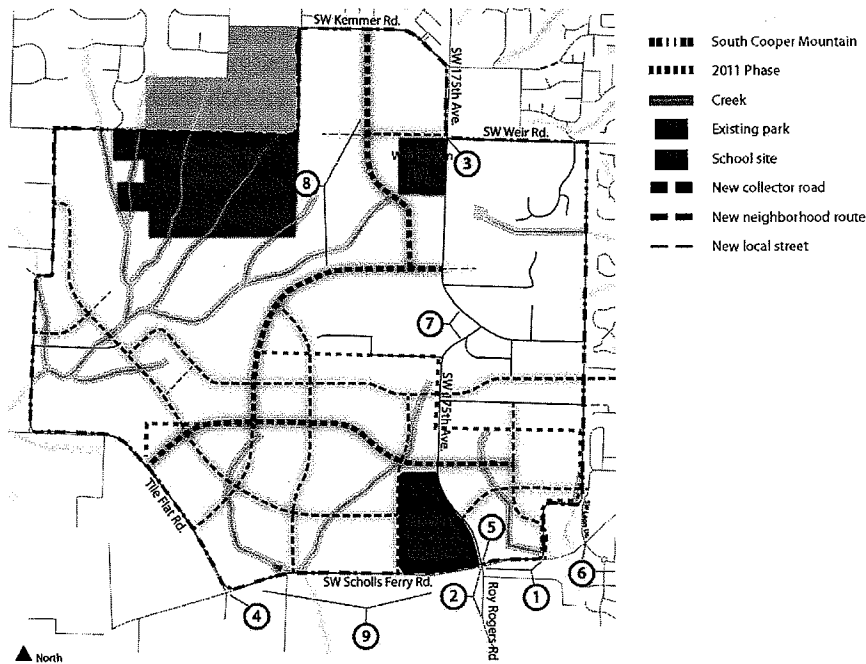 SW Kemmer Rd.
SW 175th Ave.
SW Weir Rd.
3
8
7
SW 175th Ave.
Tile Flat Rd.
5
6
SW Scholls Ferry Rd.
2
1
4
9
Roy Rogers Rd
North
South Cooper Mountain
2011 Phase
Creek
Existing park
School site
New collector road
New neighborhood route
New local street